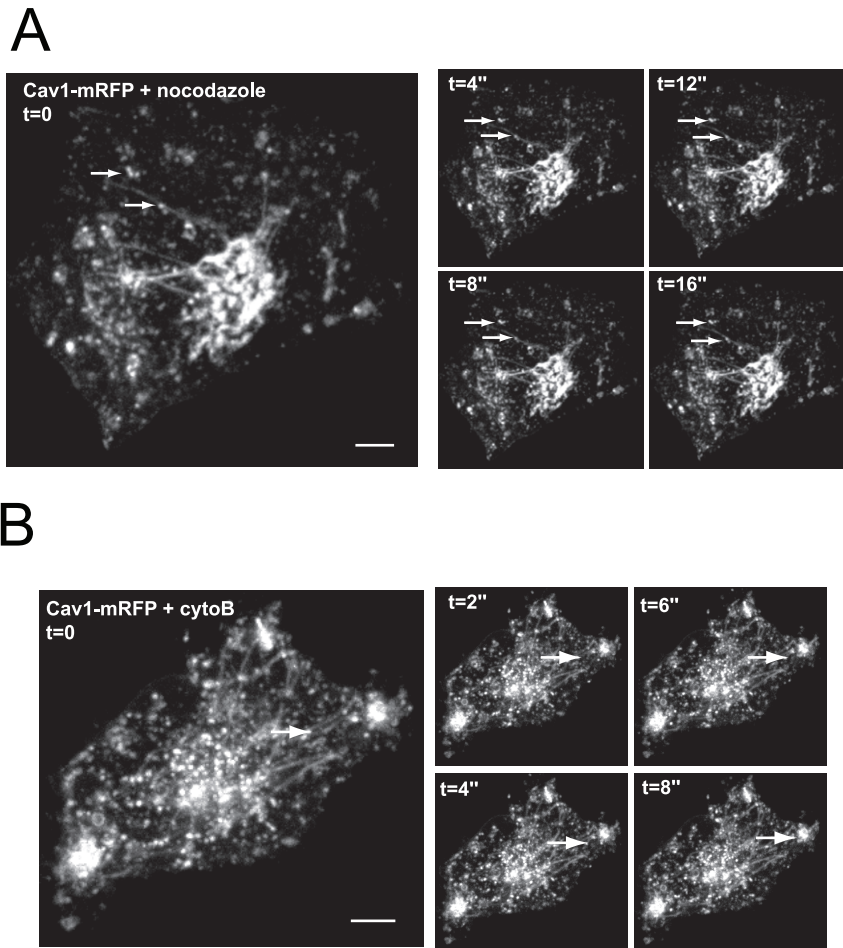 A
Cav1-mRFP + nocodazole
t=0
t=4"
t=12"
t=8"
t=16"
B
Cav1-mRFP + cytoB
t=0
t=2"
t=6"
t=4"
t=8"